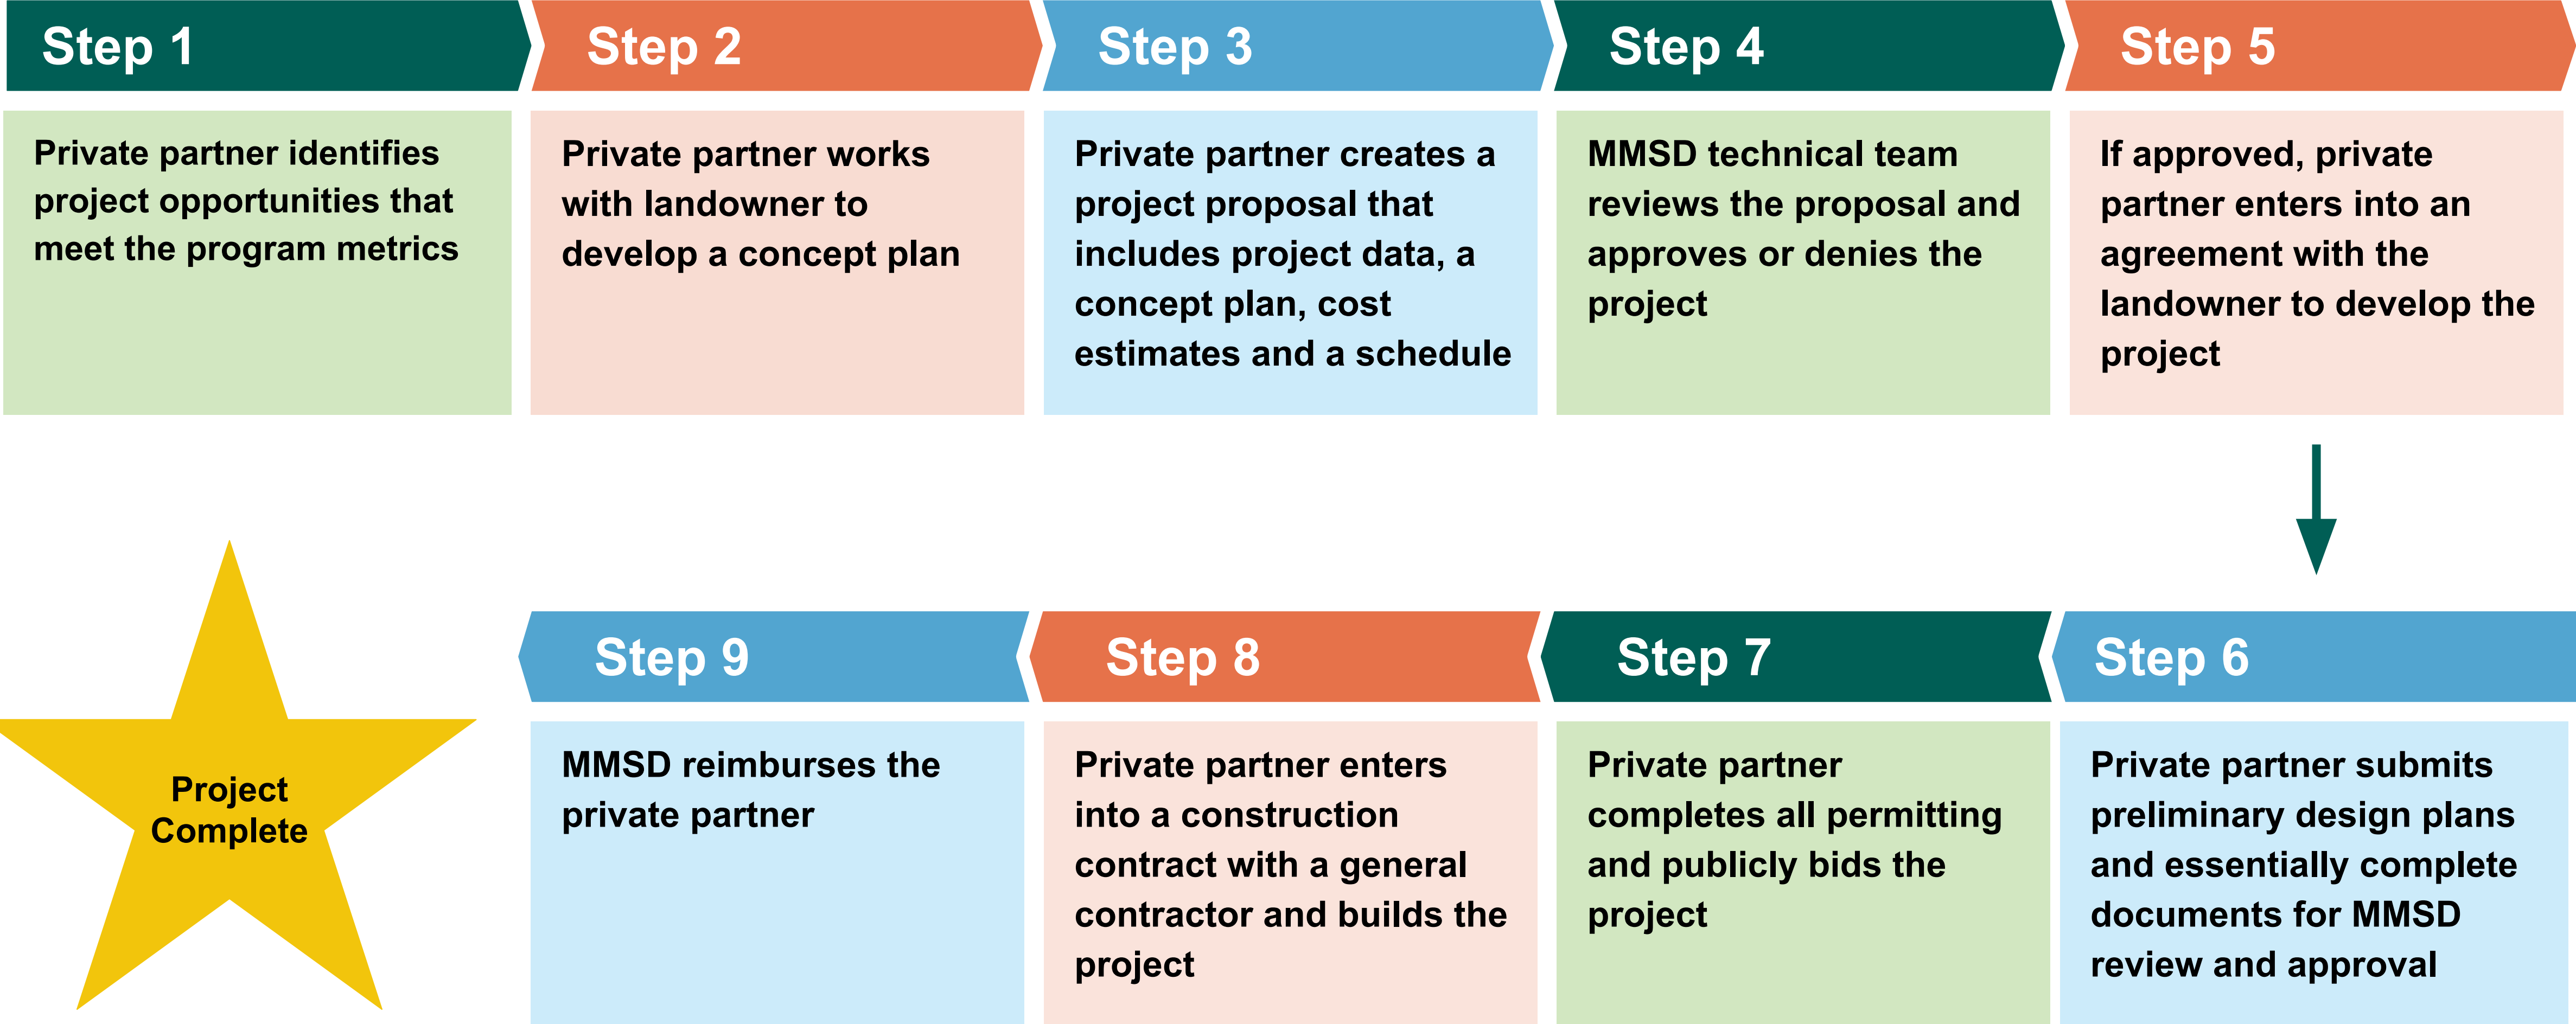 Step 1
Private partner identifies
project opportunities that
meet the program metrics
Step 2
Private partner works
with landowner to
develop a concept plan
Step 3
Private partner creates a
project proposal that
includes project data, a
concept plan, cost
estimates and a schedule
Step 4
MMSD technical team
reviews the proposal and
approves or denies the
project
Step 5
If approved, private
partner enters into an
agreement with the
landowner to develop the
project
Step 6
Private partner submits
preliminary design plans
and essentially complete
documents for MMSD
review and approval
Step 7
Private partner
completes all permitting
and publicly bids the
project
Step 8
Private partner enters
into a construction
contract with a general
contractor and builds the
project
Step 9
MMSD reimburses the
private partner
Project
Complete